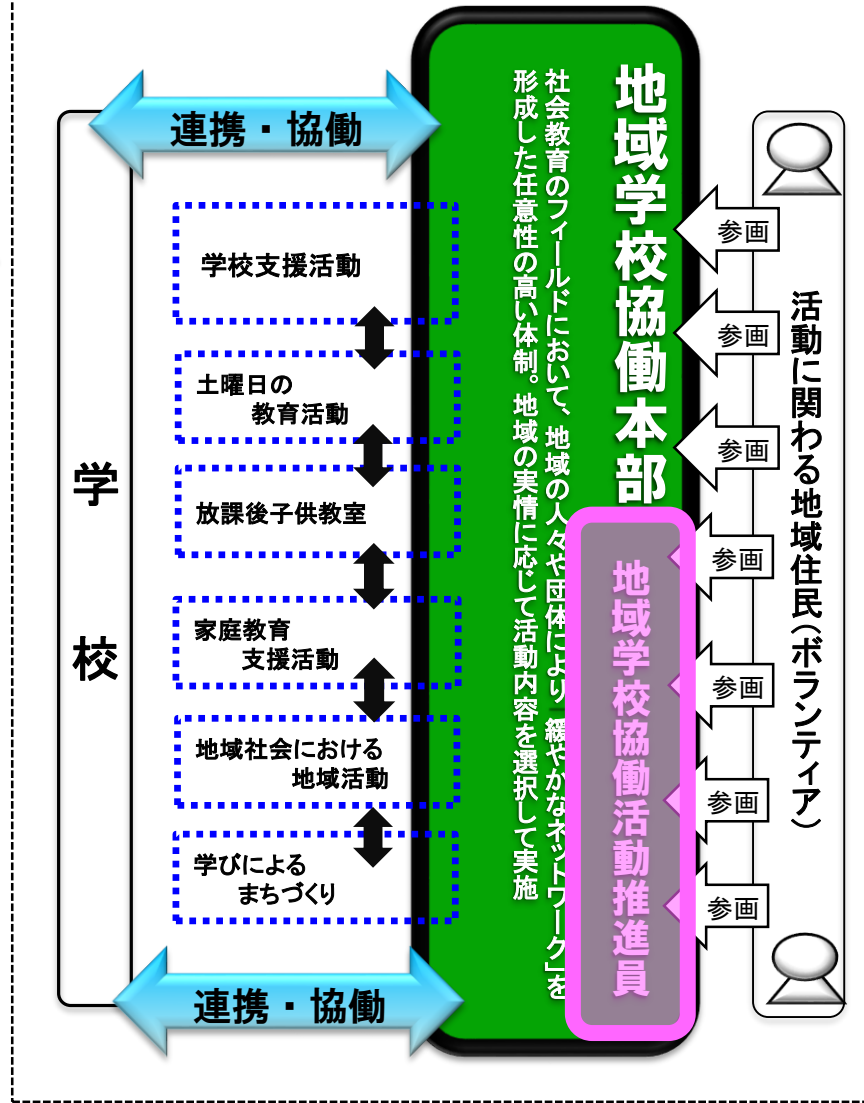 連携・協働
学校
学校支援活動
土曜日の
教育活動
放課後子供教室
家庭教育
支援活動
地域社会における
地域活動
学びによる
まちづくり
連携・協働
地域学校協働本部
社会教育のフィールドにおいて、地域の人々や団体により「緩やかなネットワーク」を
形成した任意性の高い体制。地域の実情に応じて活動内容を選択して実施
地域学校協働活動推進員
参画
参画
参画
参画
参画
参画
参画
活動に関わる地域住民(ボランティア)